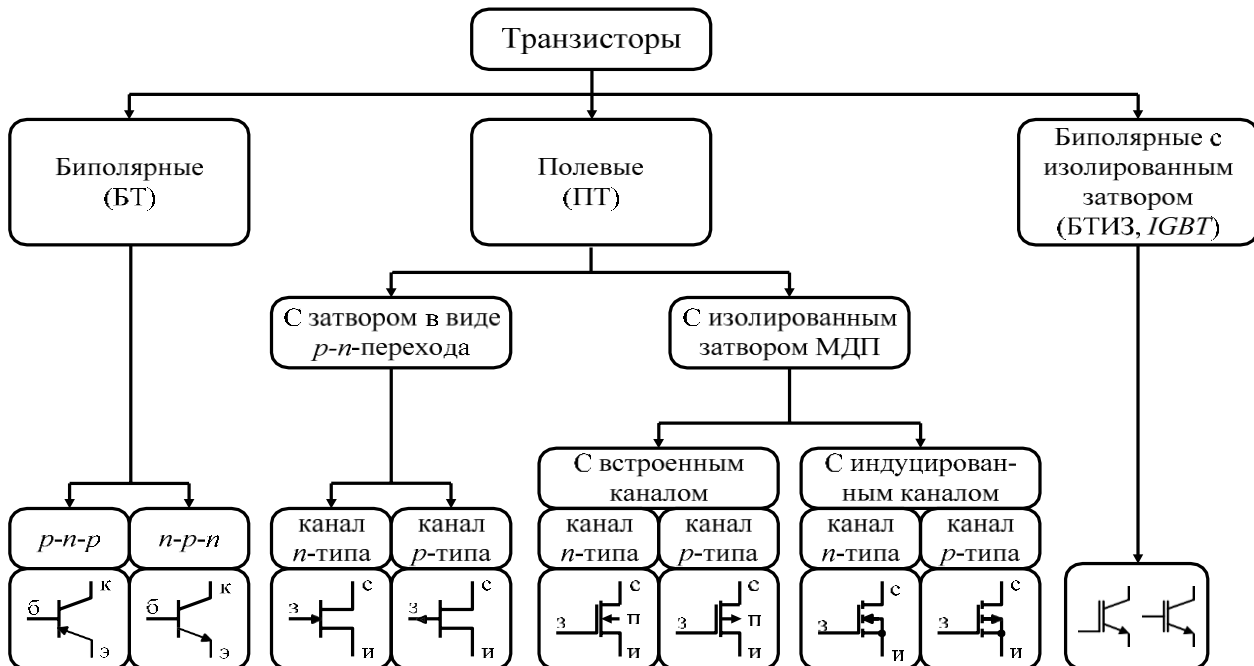 Транзисторы
Биполярные
(БТ)
Полевые
(ПТ)
Биполярные с
изолированным
затвором
(БТИЗ, IGBT)
С затвором в виде
p-n-перехода
С изолированным
затвором МДП
С встроенным
каналом
С индуцирован-
ным каналом
p-n-p
n-p-n
канал
n-типа
канал
p-типа
канал
n-типа
канал
p-типа
канал
n-типа
канал
p-типа
б
к
э
б
к
э
з
с
и
з
с
и
з
с
п
и
з
с
п
и
з
с
и
з
с
и